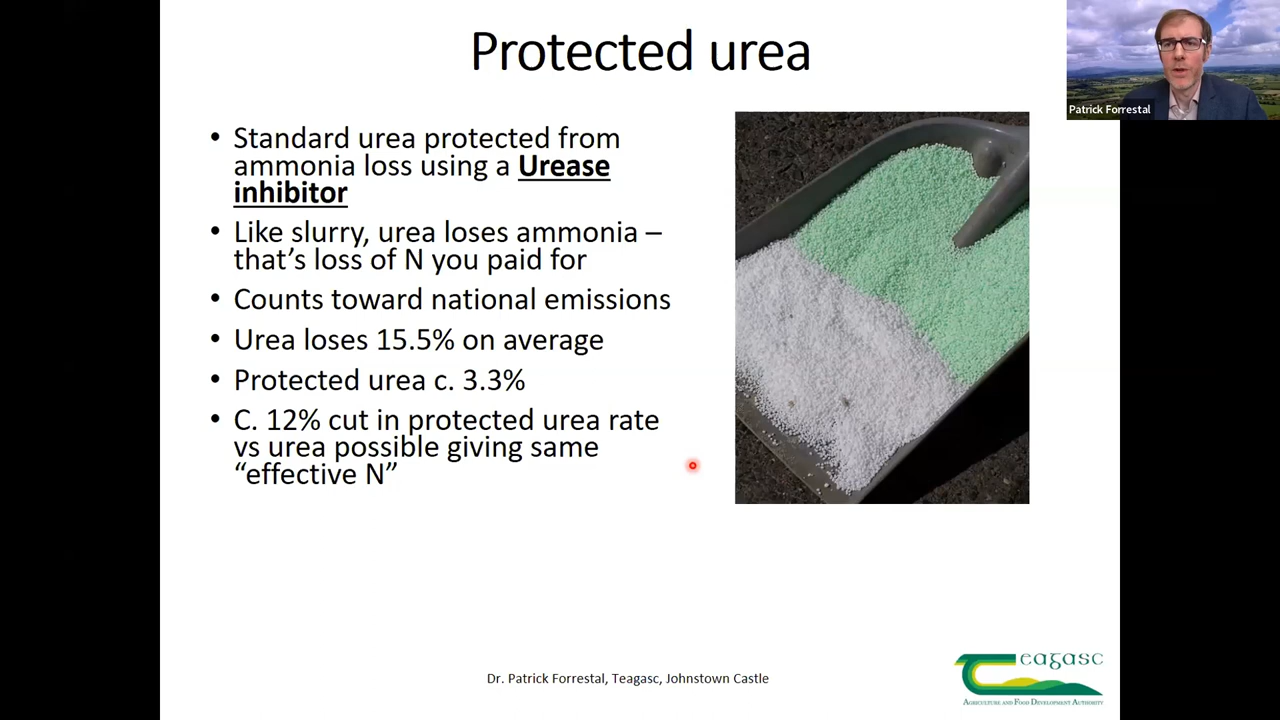 Protected urea
Patrick Forrestal
• Standard urea protected from
ammonia loss using a Urease
inhibitor
• Like slurry, urea loses ammonia –
that’s loss of N you paid for
• Counts toward national emissions
• Urea loses 15.5% on average
• Protected urea c. 3.3%
• C. 12% cut in protected urea rate
vs urea possible giving same
“effective N”
Dr. Patrick Forrestal, Teagasc, Johnstown Castle
Teagasc
AGRICULTURE AND FOOD DEVELOPMENT AUTHORITY